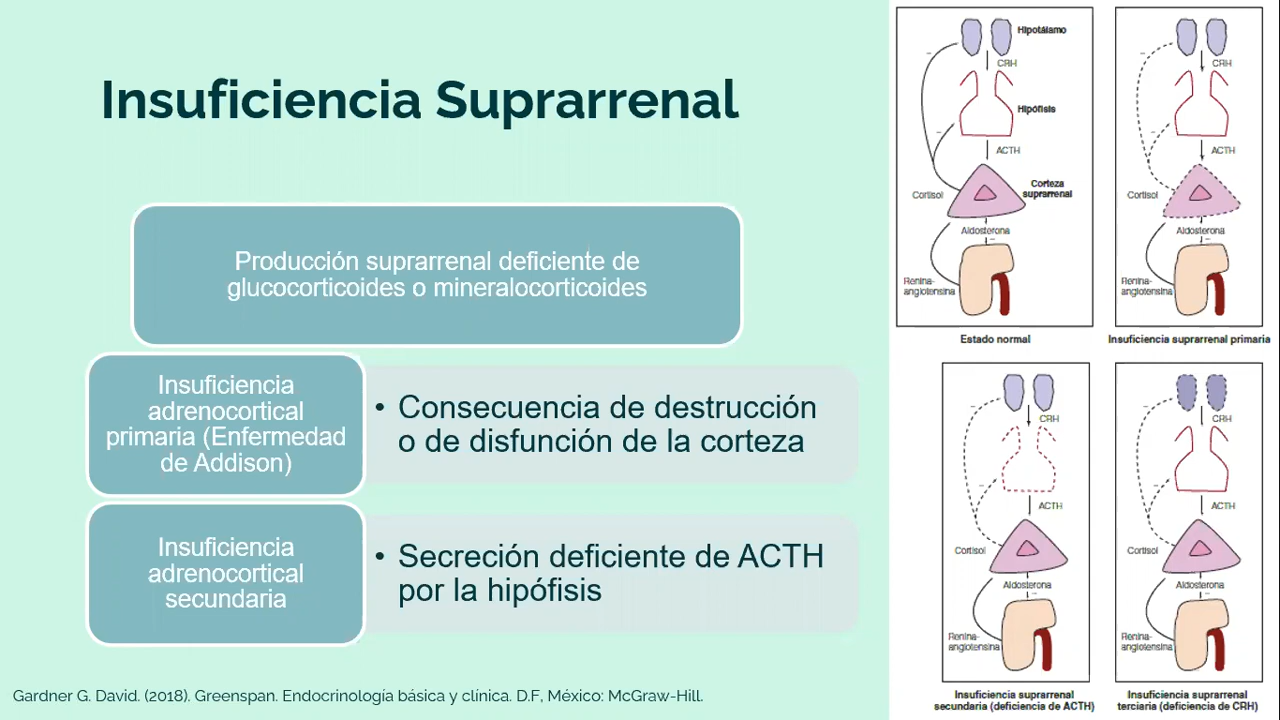 Insuficiencia Suprarrenal
Producción suprarrenal deficiente de
glucocorticoides o mineralocorticoides
Insuficiencia
adrenocortical
primaria (Enfermedad
de Addison)
• Consecuencia de destrucción
o de disfunción de la corteza
Insuficiencia
adrenocortical
secundaria
• Secreción deficiente de ACTH
por la hipófisis
Gardner G. David. (2018). Greenspan. Endocrinología básica y clínica. D.F, México: McGraw-Hill.
Hipotálamo
CRH
Hipófisis
ACTH
Corteza
suprarrenal
Cortisol
Aldosterona
Renina-
angiotensina
Estado normal
CRH
ACTH
Cortisol
Aldosterona
Renina-
angiotensina
Insuficiencia suprarrenal primaria
CRH
ACTH
Cortisol
Aldosterona
Renina-
angiotensina
Insuficiencia suprarrenal
secundaria (deficiencia de ACTH)
CRH
ACTH
Cortisol
Aldosterona
Renina-
angiotensina
Insuficiencia suprarrenal
terciaria (deficiencia de CRH)